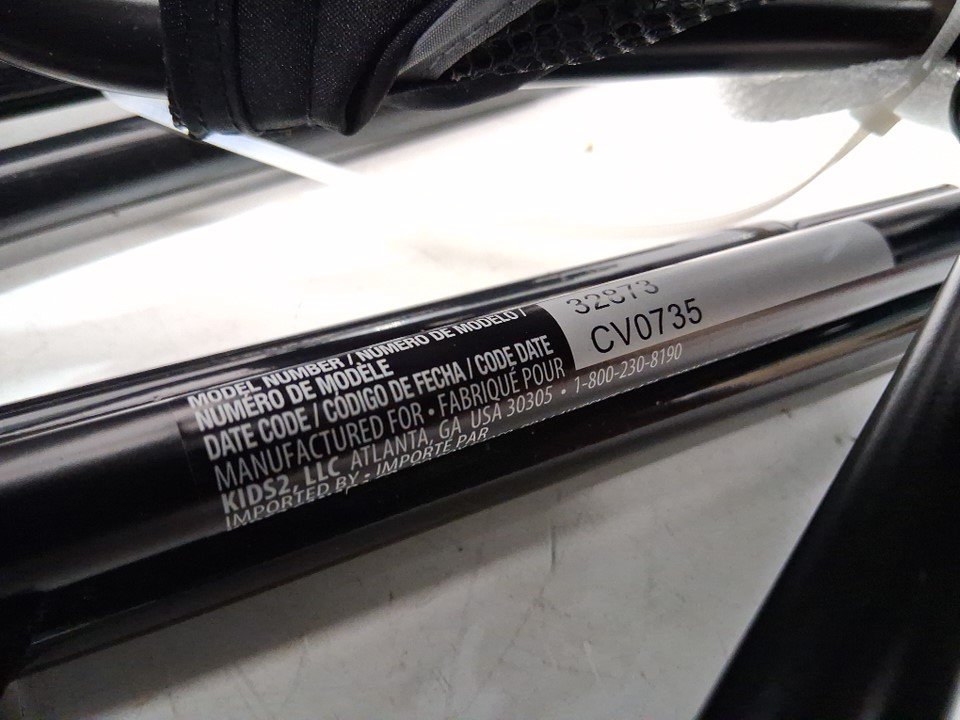 MODEL NUMBER / NÚMERO DE MODELO /
NUMÉRO DE MODÈLE
32873
DATE CODE / CÓDIGO DE FECHA / CODE DATE
CV0735
MANUFACTURED FOR • FABRIQUÉ POUR
KIDS2, LLC ATLANTA, GA USA 30305 • 1-800-230-8190
IMPORTED BY • IMPORTÉ PAR